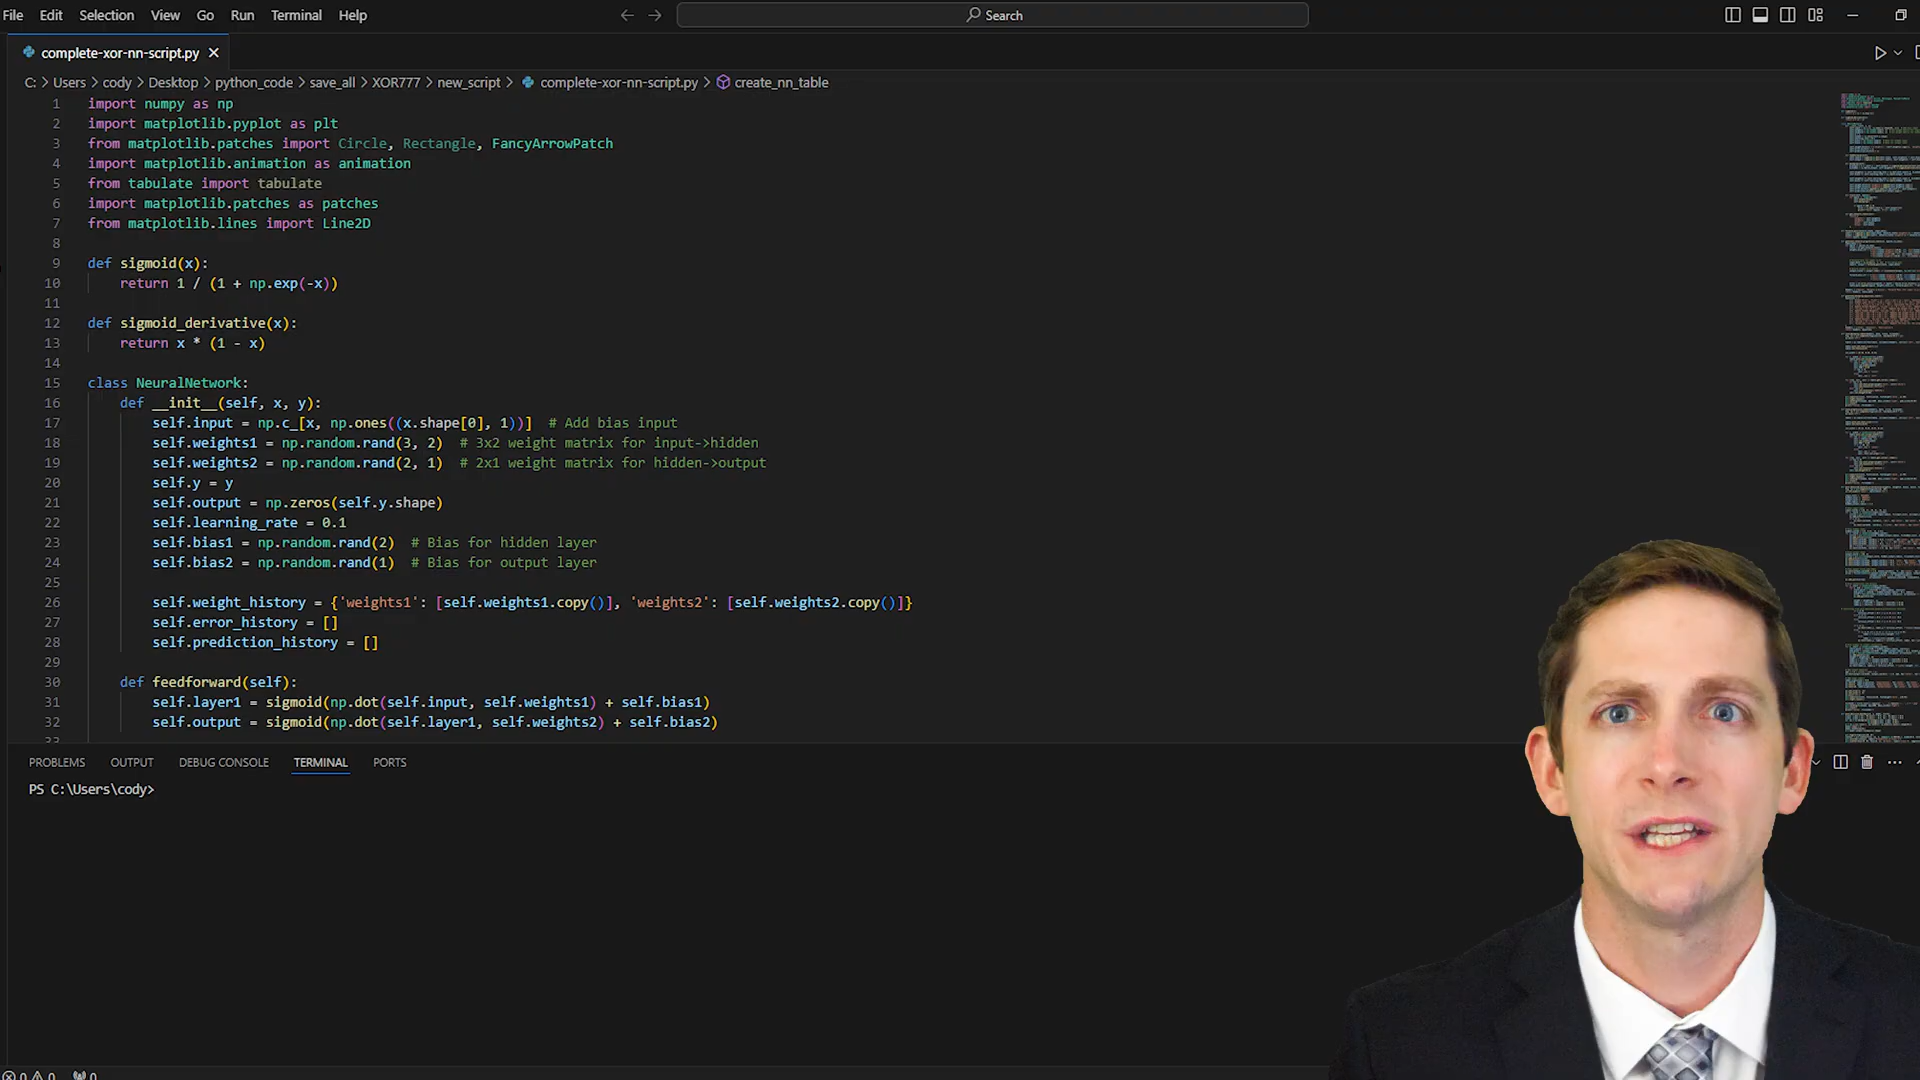 File Edit Selection View Go Run Terminal Help
Search
complete-xor-nn-script.py
C: > Users > cody > Desktop > python_code > save_all > XOR777 > new_script > complete-xor-nn-script.py > create_nn_table
1 import numpy as np
2 import matplotlib.pyplot as plt
3 from matplotlib.patches import Circle, Rectangle, FancyArrowPatch
4 import matplotlib.animation as animation
5 from tabulate import tabulate
6 import matplotlib.patches as patches
7 from matplotlib.lines import Line2D
8
9 def sigmoid(x):
10 return 1 / (1 + np.exp(-x))
11
12 def sigmoid_derivative(x):
13 return x * (1 - x)
14
15 class NeuralNetwork:
16 def __init__(self, x, y):
17 self.input = np.c_[x, np.ones((x.shape[0], 1))] # Add bias input
18 self.weights1 = np.random.rand(3, 2) # 3x2 weight matrix for input->hidden
19 self.weights2 = np.random.rand(2, 1) # 2x1 weight matrix for hidden->output
20 self.y = y
21 self.output = np.zeros(self.y.shape)
22 self.learning_rate = 0.1
23 self.bias1 = np.random.rand(2) # Bias for hidden layer
24 self.bias2 = np.random.rand(1) # Bias for output layer
25
26 self.weight_history = {'weights1': [self.weights1.copy()], 'weights2': [self.weights2.copy()]}
27 self.error_history = []
28 self.prediction_history = []
29
30 def feedforward(self):
31 self.layer1 = sigmoid(np.dot(self.input, self.weights1) + self.bias1)
32 self.output = sigmoid(np.dot(self.layer1, self.weights2) + self.bias2)
33
PROBLEMS OUTPUT DEBUG CONSOLE TERMINAL PORTS
PS C:\Users\cody>
0 0 0